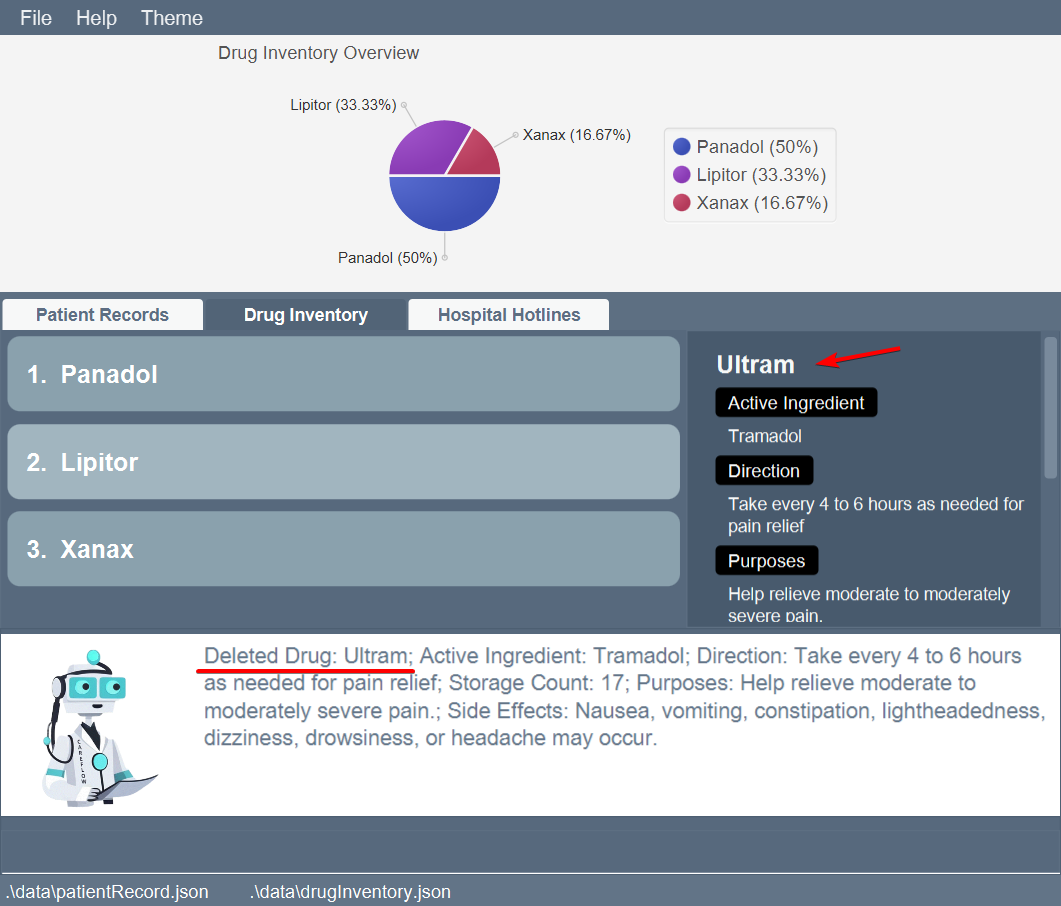 File Help Theme
Drug Inventory Overview
Lipitor (33.33%)
Xanax (16.67%)
Panadol (50%)
Panadol (50%)
Lipitor (33.33%)
Xanax (16.67%)
Patient Records Drug Inventory Hospital Hotlines
1. Panadol
2. Lipitor
3. Xanax
Ultram
Active Ingredient
Tramadol
Direction
Take every 4 to 6 hours as needed for
pain relief
Purposes
Help relieve moderate to moderately
severe pain.
Deleted Drug: Ultram; Active Ingredient: Tramadol; Direction: Take every 4 to 6 hours
as needed for pain relief; Storage Count: 17; Purposes: Help relieve moderate to
moderately severe pain.; Side Effects: Nausea, vomiting, constipation, lightheadedness,
dizziness, drowsiness, or headache may occur.
CAREFLOW
.\data\patientRecord.json .\data\drugInventory.json